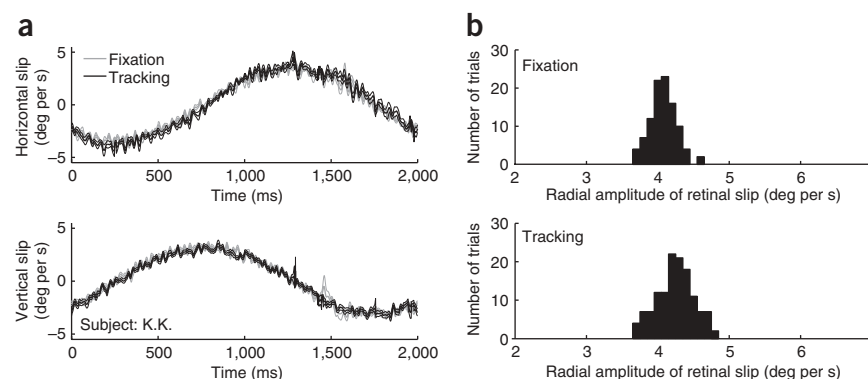 a
Horizontal slip
(deg per s)
5
0
–5
Fixation
Tracking
0 500 1,000 1,500 2,000
Time (ms)
Vertical slip
(deg per s)
5
0
–5
Subject: K.K.
0 500 1,000 1,500 2,000
Time (ms)
b
Number of trials
30
20
10
0
Fixation
2 3 4 5 6
Radial amplitude of retinal slip (deg per s)
Number of trials
30
20
10
0
Tracking
2 3 4 5 6
Radial amplitude of retinal slip (deg per s)